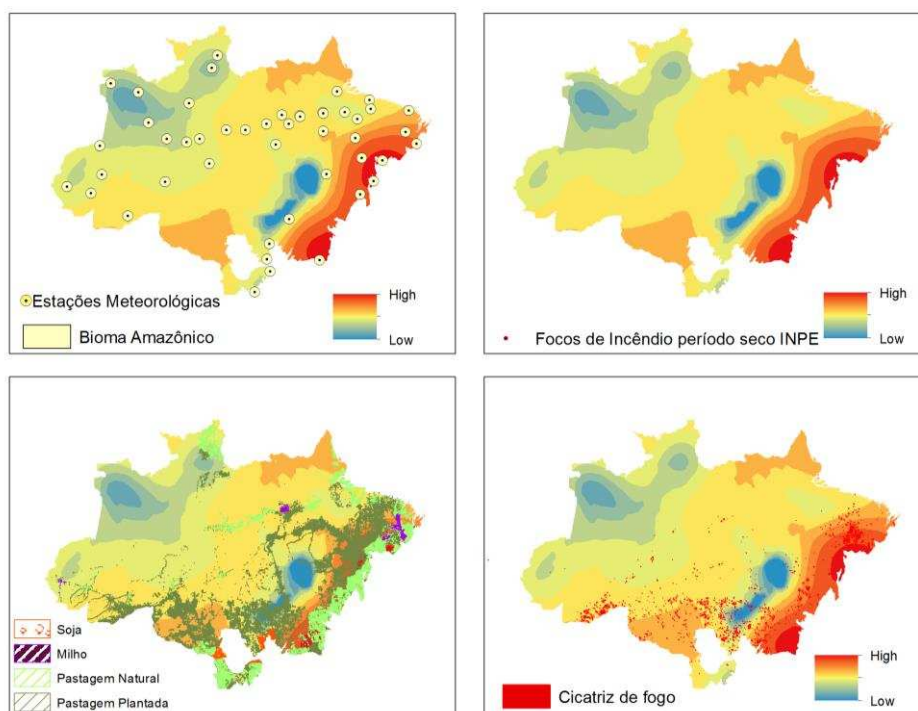 Estações Meteorológicas
High
Bioma Amazônico
Low
High
Focos de Incêndio período seco INPE
Low
Soja
Milho
Pastagem Natural
Pastagem Plantada
High
Cicatriz de fogo
Low